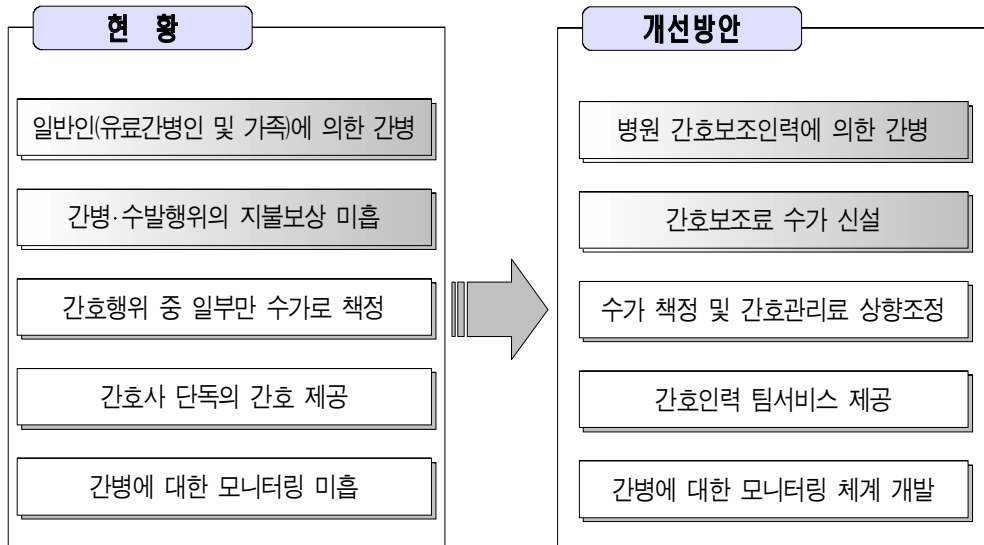 현 황
일반인(유료간병인 및 가족)에 의한 간병
간병·수발행위의 지불보상 미흡
간호행위 중 일부만 수가로 책정
간호사 단독의 간호 제공
간병에 대한 모니터링 미흡
개선방안
병원 간호보조인력에 의한 간병
간호보조료 수가 신설
수가 책정 및 간호관리료 상향조정
간호인력 팀서비스 제공
간병에 대한 모니터링 체계 개발